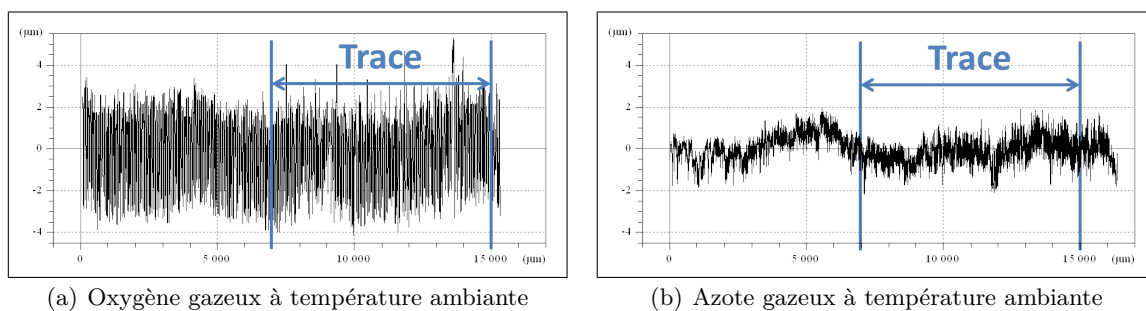 (µm)
Trace
4
2
0
-2
-4
0
5 000
10 000
15 000
(µm)
(a) Oxygène gazeux à température ambiante
(µm)
Trace
4
2
0
-2
-4
0
5 000
10 000
15 000
(µm)
(b) Azote gazeux à température ambiante